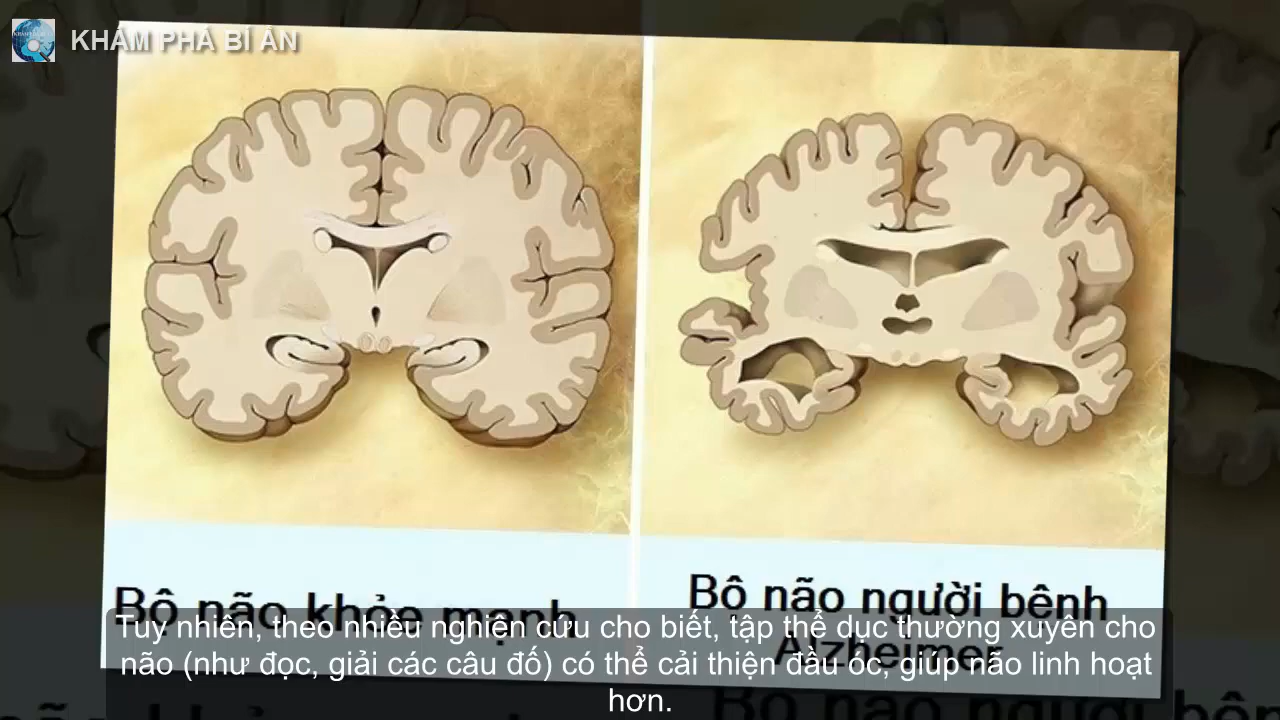 KHÁM PHÁ BÍ ẨN
Bộ não khỏe mạnh
Bộ não người bệnh
Alzheimer
Tuy nhiên, theo nhiều nghiên cứu cho biết, tập thể dục thường xuyên cho
não (như đọc, giải các câu đố) có thể cải thiện đầu óc, giúp não linh hoạt
hơn.